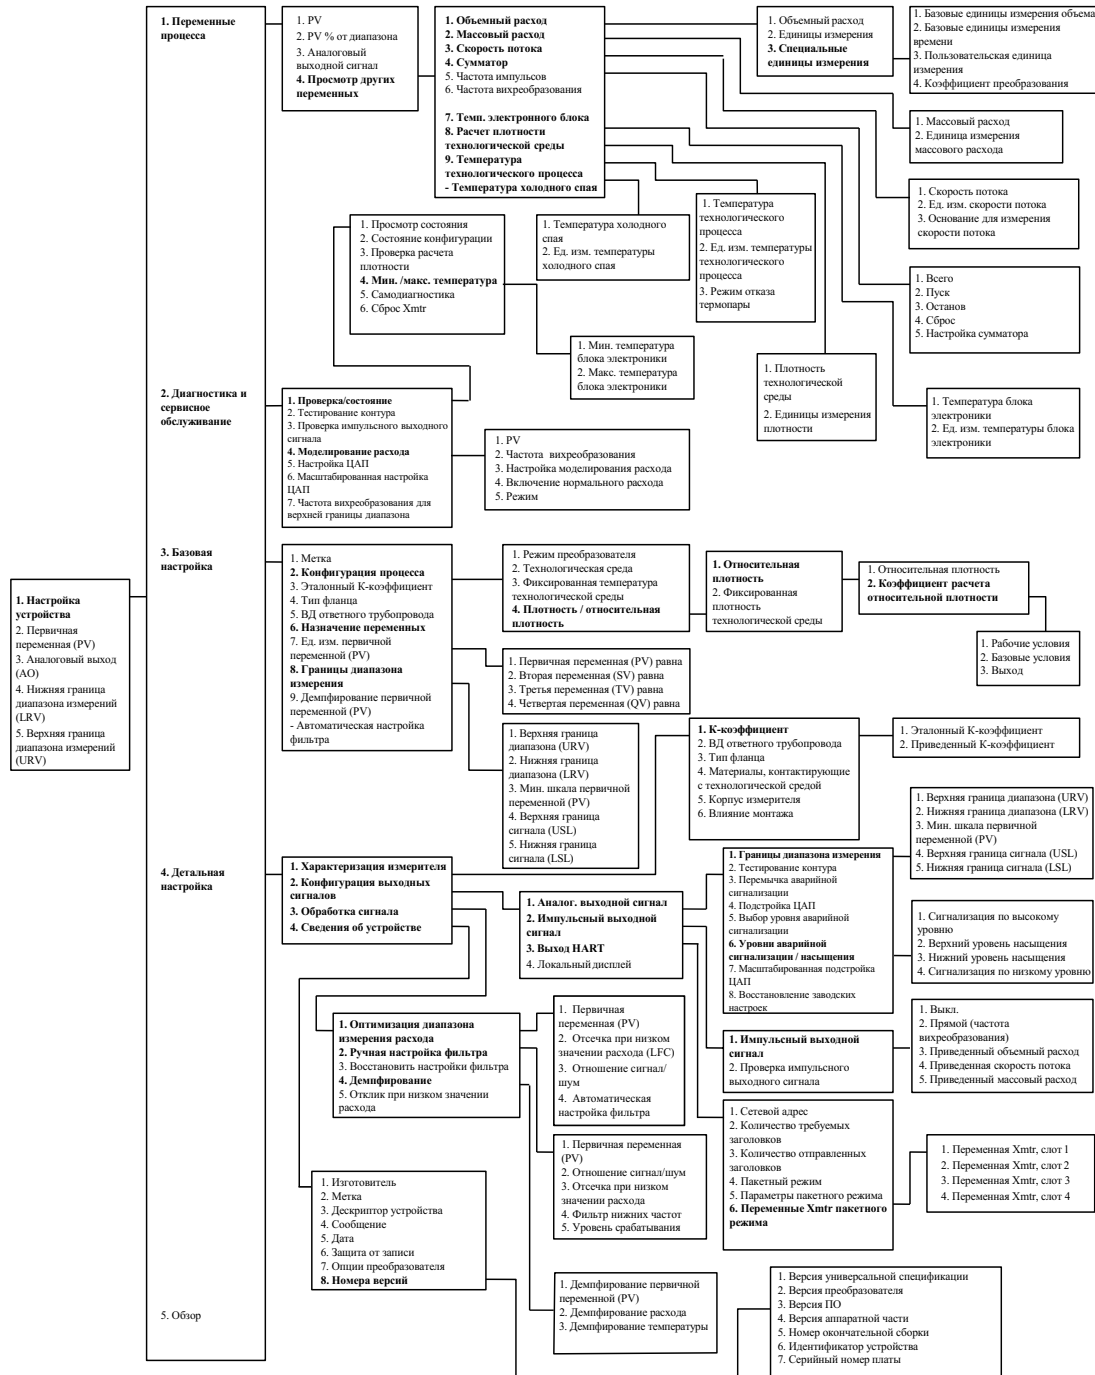 1. Настройка
устройства
2. Первичная
переменная (PV)
3. Аналоговый выход
(AO)
4. Нижняя граница
диапазона измерений
(LRV)
5. Верхняя граница
диапазона измерений
(URV)
1. Переменные
процесса
2. Диагностика и
сервисное
обслуживание
3. Базовая
настройка
4. Детальная
настройка
5. Обзор
1. PV
2. PV % от диапазона
3. Аналоговый
выходной сигнал
4. Просмотр других
переменных
1. Объемный расход
2. Массовый расход
3. Скорость потока
4. Сумматор
5. Частота импульсов
6. Частота вихреобразования
7. Темп. электронного блока
8. Расчет плотности
технологической среды
9. Температура
технологического процесса
- Температура холодного спая
1. Объемный расход
2. Единицы измерения
3. Специальные
единицы измерения
1. Базовые единицы измерения объема
2. Базовые единицы измерения
времени
3. Пользовательская единица
измерения
4. Коэффициент преобразования
1. Массовый расход
2. Единица измерения
массового расхода
1. Скорость потока
2. Ед. изм. скорости потока
3. Основание для измерения
скорости потока
1. Всего
2. Пуск
3. Останов
4. Сброс
5. Настройка сумматора
1. Температура блока
электроники
2. Ед. изм. температуры блока
электроники
1. Плотность
технологической
среды
2. Единицы измерения
плотности
1. Температура
технологического
процесса
2. Ед. изм. температуры
технологического
процесса
3. Режим отказа
термопары
1. Температура холодного
спая
2. Ед. изм. температуры
холодного спая
1. Просмотр состояния
2. Состояние конфигурации
3. Проверка расчета
плотности
4. Мин. /макс. температура
5. Самодиагностика
6. Сброс Xmtr
1. Мин. температура
блока электроники
2. Макс. температура
блока электроники
1. Проверка/состояние
2. Тестирование контура
3. Проверка импульсного выходного
сигнала
4. Моделирование расхода
5. Настройка ЦАП
6. Масштабированная настройка
ЦАП
7. Частота вихреобразования для
верхней границы диапазона
1. PV
2. Частота вихреобразования
3. Настройка моделирования расхода
4. Включение нормального расхода
5. Режим
1. Метка
2. Конфигурация процесса
3. Эталонный К-коэффициент
4. Тип фланца
5. ВД ответного трубопровода
6. Назначение переменных
7. Ед. изм. первичной
переменной (PV)
8. Границы диапазона
измерения
9. Демпфирование первичной
переменной (PV)
- Автоматическая настройка
фильтра
1. Режим преобразователя
2. Технологическая среда
3. Фиксированная температура
технологической среды
4. Плотность / относительная
плотность
1. Относительная
плотность
2. Фиксированная
плотность
технологической среды
1. Относительная плотность
2. Коэффициент расчета
относительной плотности
1. Рабочие условия
2. Базовые условия
3. Выход
1. Первичная переменная (PV) равна
2. Вторая переменная (SV) равна
3. Третья переменная (TV) равна
4. Четвертая переменная (QV) равна
1. Верхняя граница
диапазона (URV)
2. Нижняя граница
диапазона (LRV)
3. Мин. шкала первичной
переменной (PV)
4. Верхняя граница
сигнала (USL)
5. Нижняя граница
сигнала (LSL)
1. К-коэффициент
2. ВД ответного трубопровода
3. Тип фланца
4. Материалы, контактирующие
с технологической средой
5. Корпус измерителя
6. Влияние монтажа
1. Эталонный К-коэффициент
2. Приведенный К-коэффициент
1. Характеризация измерителя
2. Конфигурация выходных
сигналов
3. Обработка сигнала
4. Сведения об устройстве
1. Аналог. выходной сигнал
2. Импульсный выходной
сигнал
3. Выход HART
4. Локальный дисплей
1. Границы диапазона измерения
2. Тестирование контура
3. Перемычка аварийной
сигнализации
4. Подстройка ЦАП
5. Выбор уровня аварийной
сигнализации
6. Уровни аварийной
сигнализации / насыщения
7. Масштабированная подстройка
ЦАП
8. Восстановление заводских
настроек
1. Верхняя граница диапазона (URV)
2. Нижняя граница диапазона (LRV)
3. Мин. шкала первичной
переменной (PV)
4. Верхняя граница сигнала (USL)
5. Нижняя граница сигнала (LSL)
1. Сигнализация по высокому
уровню
2. Верхний уровень насыщения
3. Нижний уровень насыщения
4. Сигнализация по низкому уровню
1. Импульсный выходной
сигнал
2. Проверка импульсного
выходного сигнала
1. Выкл.
2. Прямой (частота
вихреобразования)
3. Приведенный объемный расход
4. Приведенная скорость потока
5. Приведенный массовый расход
1. Сетевой адрес
2. Количество требуемых
заголовков
3. Количество отправленных
заголовков
4. Пакетный режим
5. Параметры пакетного режима
6. Переменные Xmtr пакетного
режима
1. Переменная Xmtr, слот 1
2. Переменная Xmtr, слот 2
3. Переменная Xmtr, слот 3
4. Переменная Xmtr, слот 4
1. Оптимизация диапазона
измерения расхода
2. Ручная настройка фильтра
3. Восстановить настройки фильтра
4. Демпфирование
5. Отклик при низком значении
расхода
1. Первичная
переменная (PV)
2. Отсечка при низком
значении расхода (LFC)
3. Отношение сигнал/
шум
4. Автоматическая
настройка фильтра
1. Первичная переменная
(PV)
2. Отношение сигнал/шум
3. Отсечка при низком
значении расхода
4. Фильтр нижних частот
5. Уровень срабатывания
1. Демпфирование первичной
переменной (PV)
2. Демпфирование расхода
3. Демпфирование температуры
1. Изготовитель
2. Метка
3. Дескриптор устройства
4. Сообщение
5. Дата
6. Защита от записи
7. Опции преобразователя
8. Номера версий
1. Версия универсальной спецификации
2. Версия преобразователя
3. Версия ПО
4. Версия аппаратной части
5. Номер окончательной сборки
6. Идентификатор устройства
7. Серийный номер платы